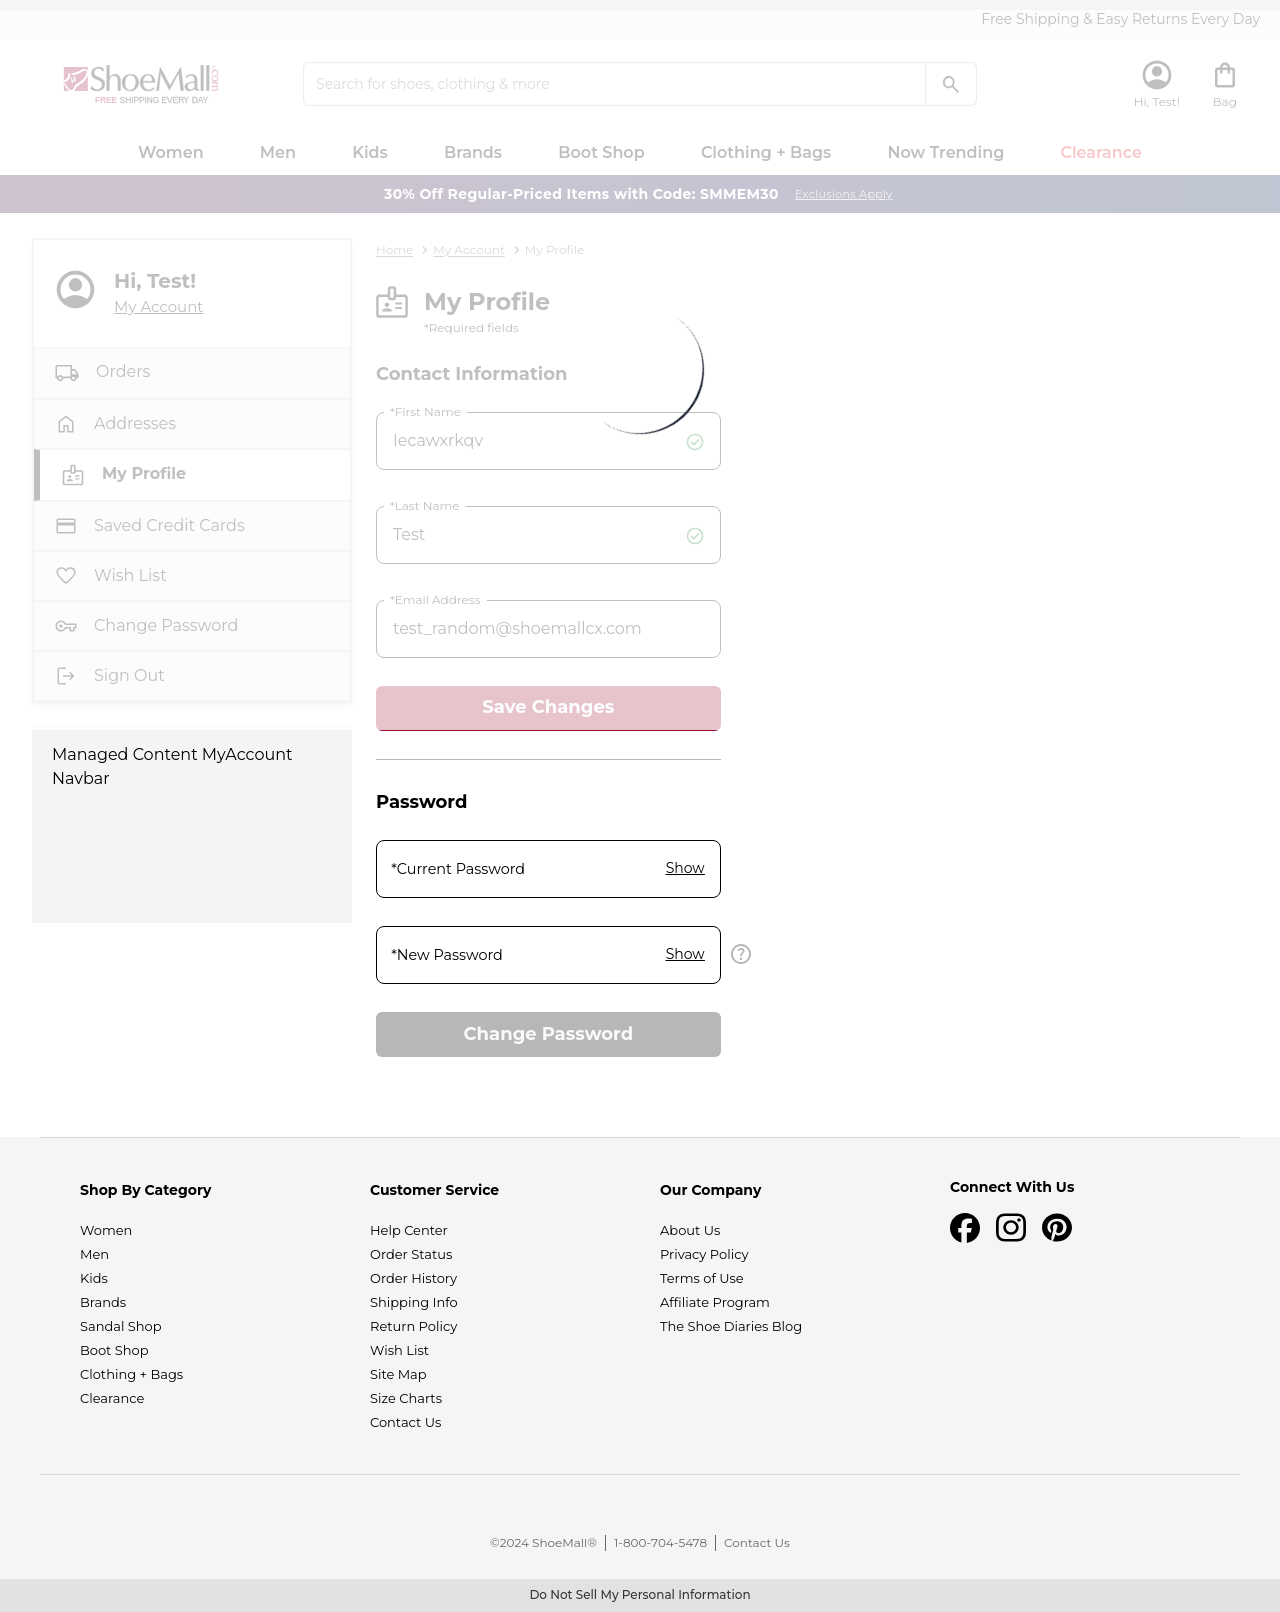 Free Shipping & Easy Returns Every Day
ShoeMall.com
FREE SHIPPING EVERY DAY
Search for shoes, clothing & more
Hi, Test!
Bag
Women Men Kids Brands Boot Shop Clothing + Bags Now Trending Clearance
30% Off Regular-Priced Items with Code: SMMEM30 Exclusions Apply
Hi, Test!
My Account
Orders
Addresses
My Profile
Saved Credit Cards
Wish List
Change Password
Sign Out
Managed Content MyAccount
Navbar
Home > My Account > My Profile
My Profile
*Required fields
Contact Information
*First Name
Iecawxrkqv
*Last Name
Test
*Email Address
test_random@shoemallcx.com
Save Changes
Password
*Current Password Show
*New Password Show
Change Password
Shop By Category
Women
Men
Kids
Brands
Sandal Shop
Boot Shop
Clothing + Bags
Clearance
Customer Service
Help Center
Order Status
Order History
Shipping Info
Return Policy
Wish List
Site Map
Size Charts
Contact Us
Our Company
About Us
Privacy Policy
Terms of Use
Affiliate Program
The Shoe Diaries Blog
Connect With Us
©2024 ShoeMall® | 1-800-704-5478 | Contact Us
Do Not Sell My Personal Information